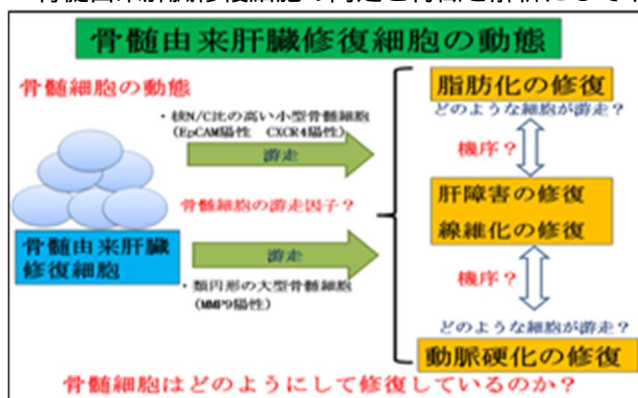 骨髄由来肝臓修復細胞の動態
骨髄細胞の動態
・核N/C比の高い小型骨髄細胞
(EpCAM陽性 CXCR4陽性)
遊走
骨髄細胞の遊走因子？
骨髄由来肝臓
修復細胞
遊走
・類円形の大型骨髄細胞
(MMP9陽性)
脂肪化の修復
どのような細胞が遊走？
機序？
肝障害の修復
線維化の修復
機序？
どのような細胞が遊走？
動脈硬化の修復
骨髄細胞はどのようにして修復しているのか？